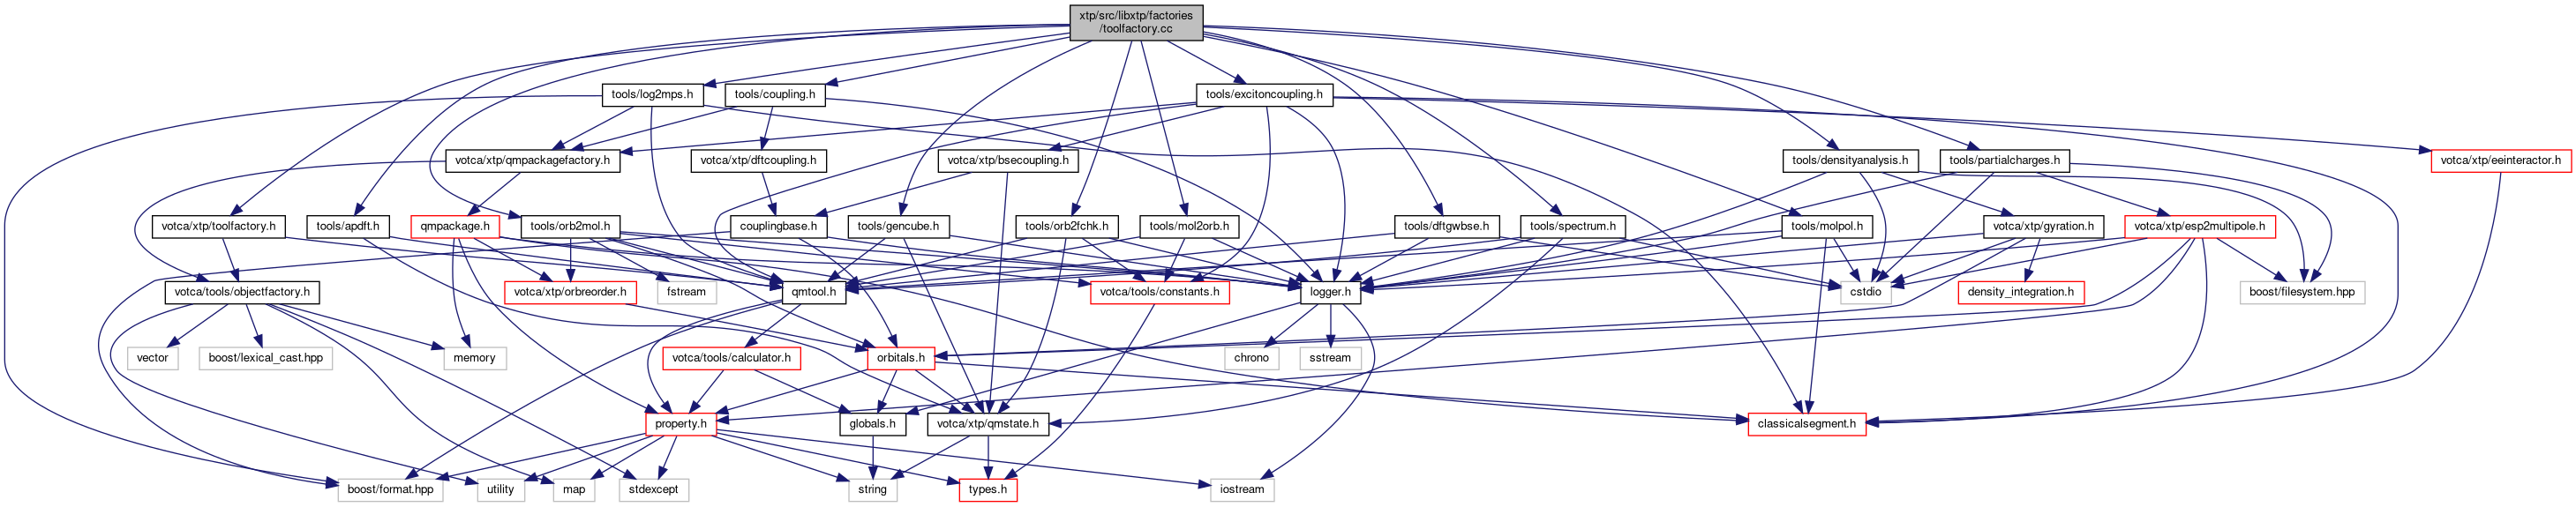 xtp/src/libxtp/factories
/toolfactory.cc
tools/log2mps.h
tools/coupling.h
tools/excitoncoupling.h
votca/xtp/qmpackagefactory.h
votca/xtp/dftcoupling.h
votca/xtp/bsecoupling.h
tools/densityanalysis.h
tools/partialcharges.h
votca/xtp/eeinteractor.h
votca/xtp/toolfactory.h
tools/apdft.h
qmpackage.h
tools/orb2mol.h
couplingbase.h
tools/gencube.h
tools/orb2fchk.h
tools/mol2orb.h
tools/dftgwbse.h
tools/spectrum.h
tools/molpol.h
votca/xtp/gyration.h
votca/xtp/esp2multipole.h
votca/tools/objectfactory.h
votca/xtp/orbreorder.h
fstream
qmtool.h
votca/tools/constants.h
logger.h
cstdio
density_integration.h
boost/filesystem.hpp
vector
boost/lexical_cast.hpp
memory
votca/tools/calculator.h
orbitals.h
chrono
sstream
property.h
globals.h
votca/xtp/qmstate.h
classicalsegment.h
boost/format.hpp
utility
map
stdexcept
string
types.h
iostream